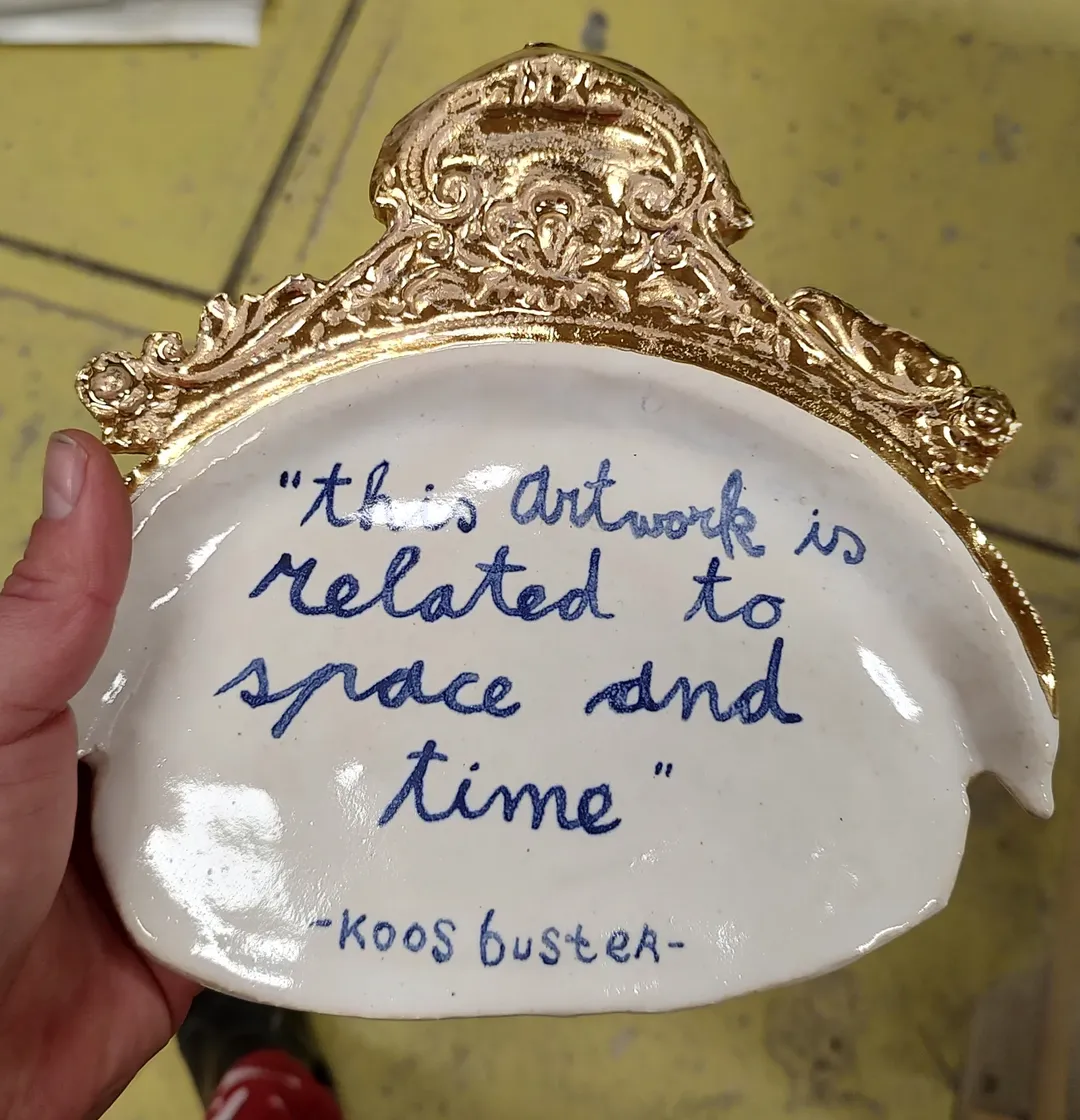 "this artwork is
related to
space and
time"
-KOOS buster-